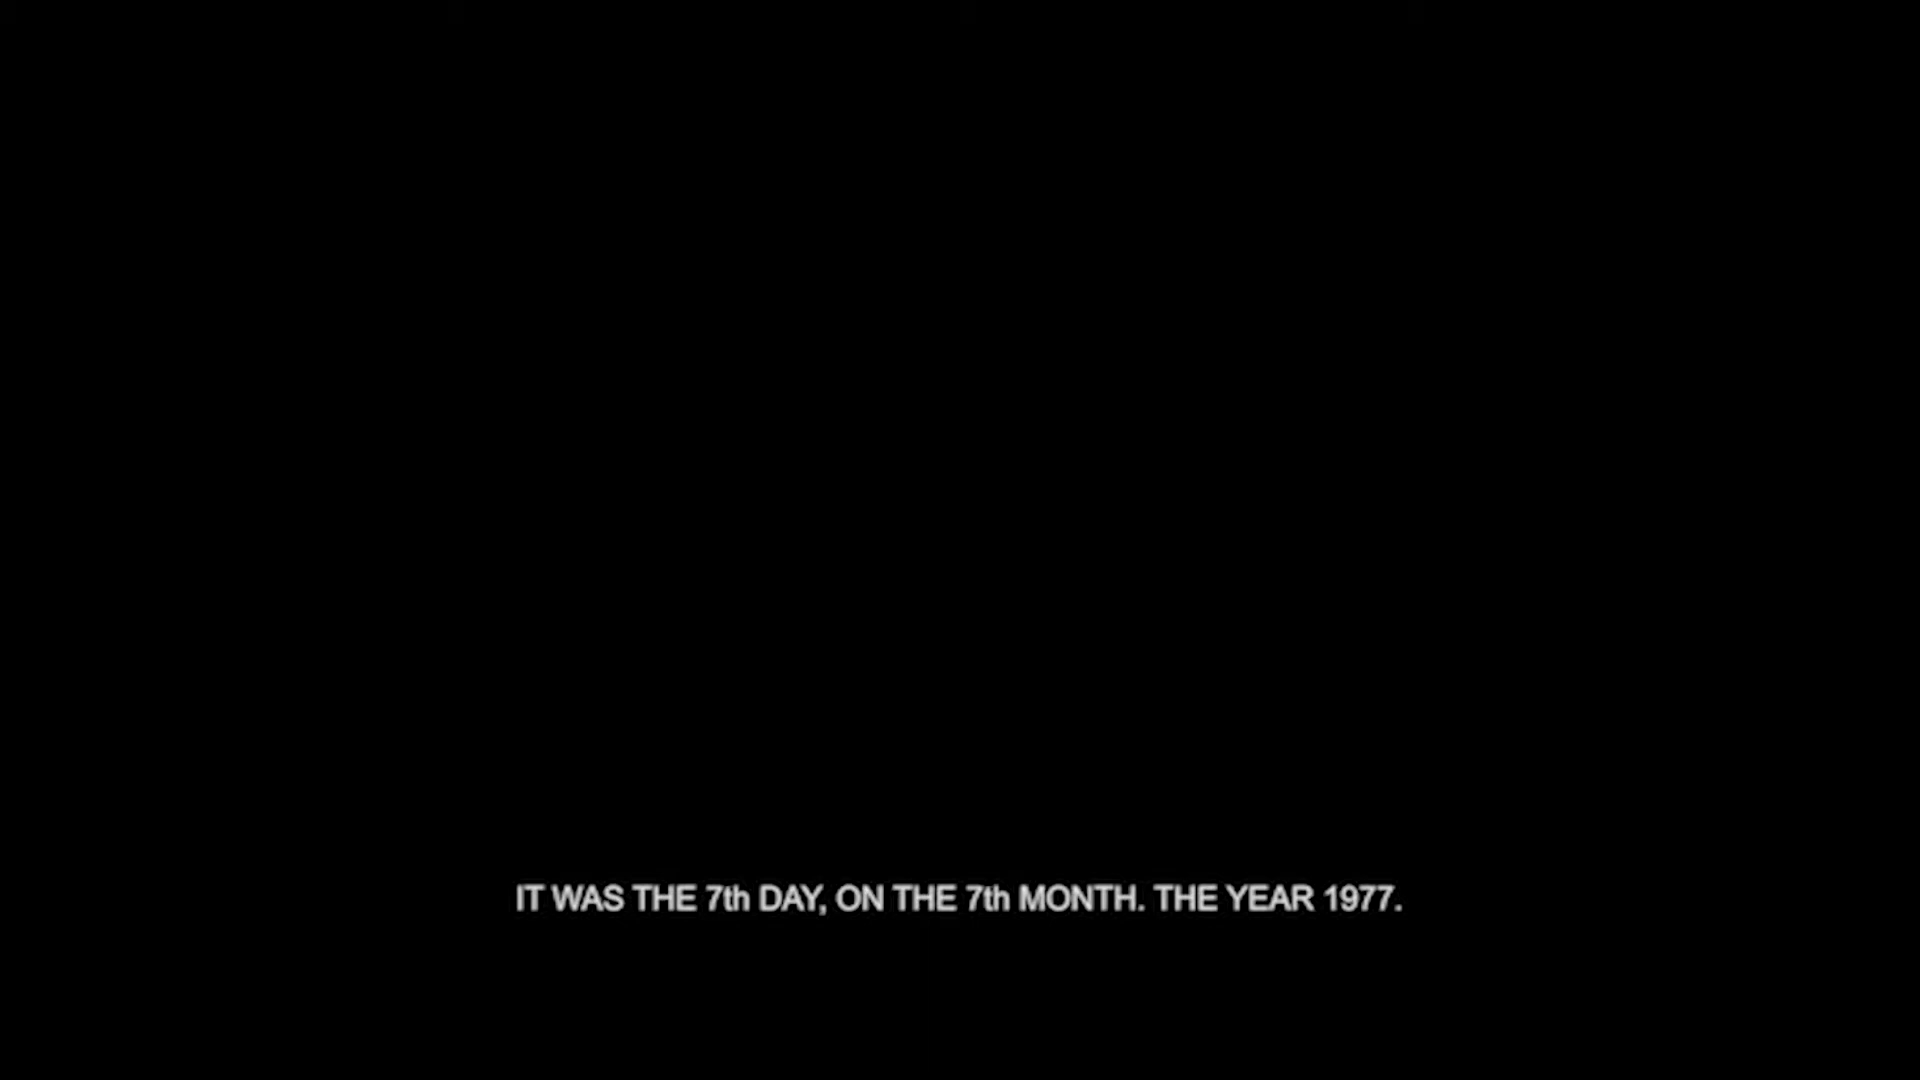 IT WAS THE 7th DAY, ON THE 7th MONTH. THE YEAR 1977.